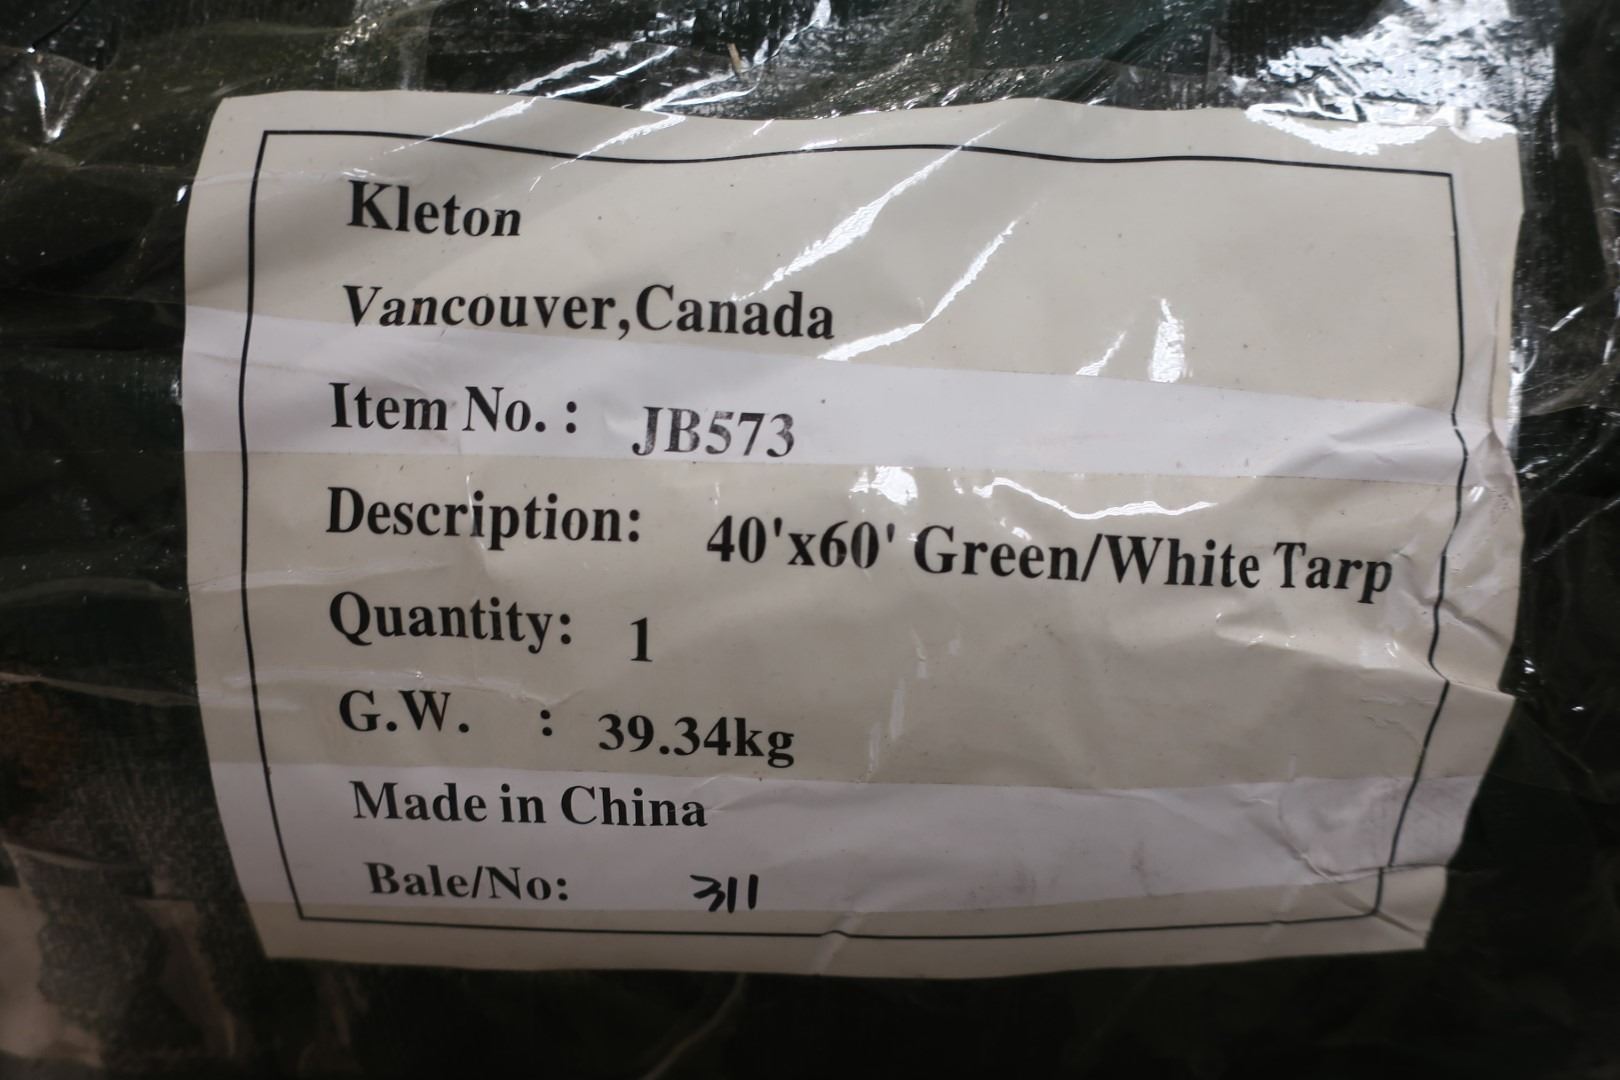 Kleton
Vancouver,Canada
Item No. : JB573
Description: 40'x60' Green/White Tarp
Quantity: 1
G.W. : 39.34kg
Made in China
Bale/No: 311